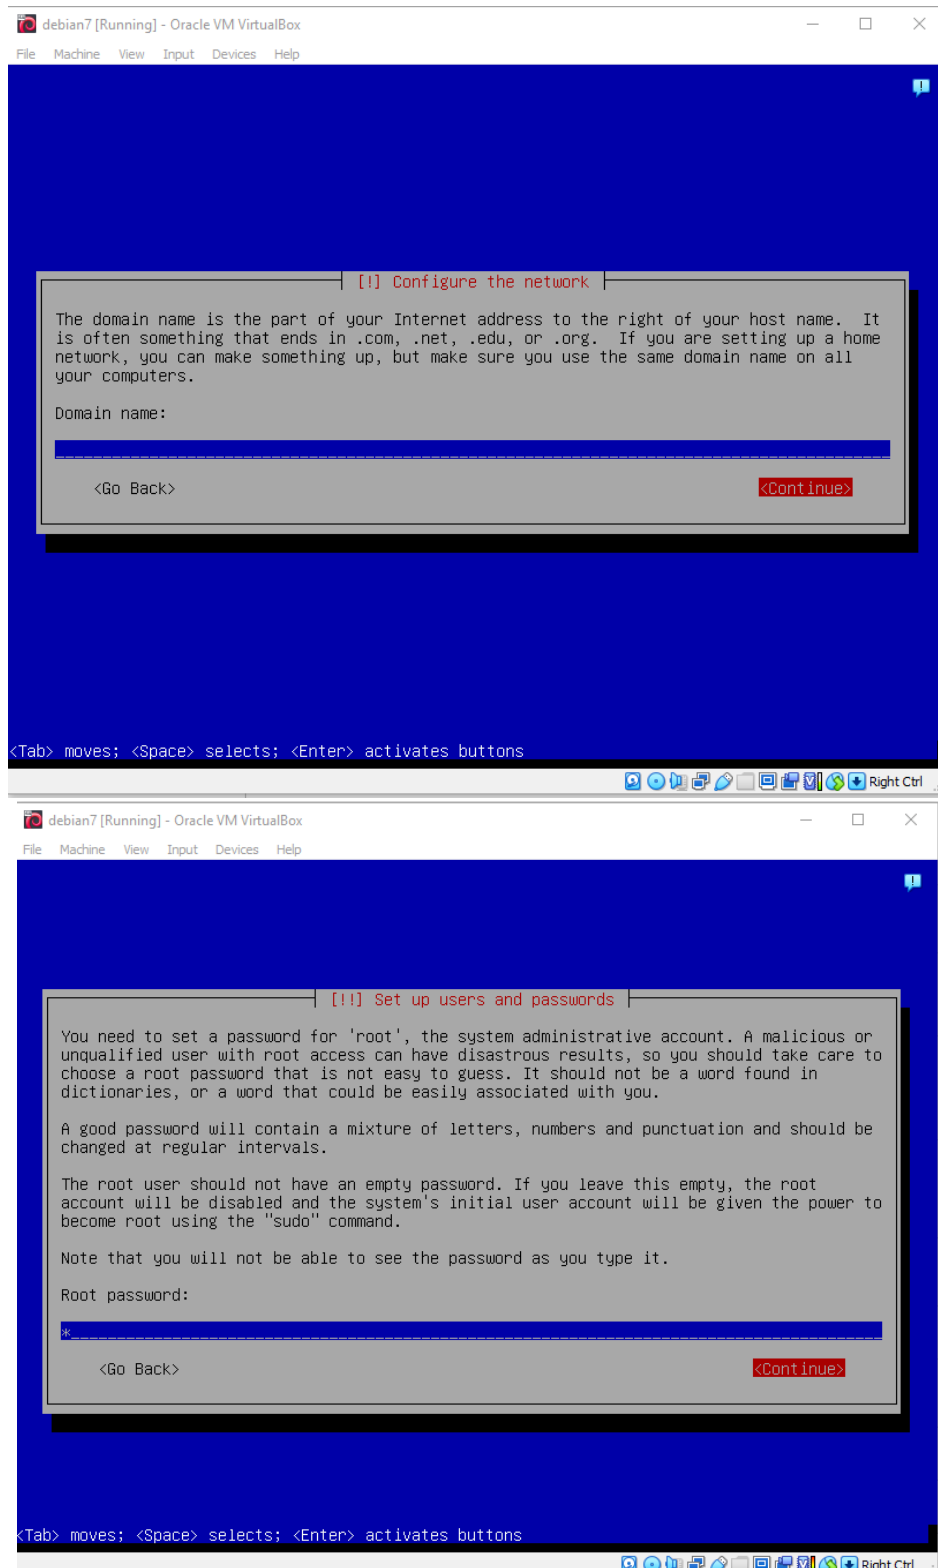 debian7 [Running] - Oracle VM VirtualBox
File Machine View Input Devices Help
[!] Configure the network
The domain name is the part of your Internet address to the right of your host name.  It
is often something that ends in .com, .net, .edu, or .org.  If you are setting up a home
network, you can make something up, but make sure you use the same domain name on all
your computers.
Domain name:
<Go Back> <Continue>
<Tab> moves; <Space> selects; <Enter> activates buttons
Right Ctrl
debian7 [Running] - Oracle VM VirtualBox
File Machine View Input Devices Help
[!!] Set up users and passwords
You need to set a password for 'root', the system administrative account. A malicious or
unqualified user with root access can have disastrous results, so you should take care to
choose a root password that is not easy to guess. It should not be a word found in
dictionaries, or a word that could be easily associated with you.
A good password will contain a mixture of letters, numbers and punctuation and should be
changed at regular intervals.
The root user should not have an empty password. If you leave this empty, the root
account will be disabled and the system's initial user account will be given the power to
become root using the "sudo" command.
Note that you will not be able to see the password as you type it.
Root password:
*
<Go Back> <Continue>
<Tab> moves; <Space> selects; <Enter> activates buttons
Right Ctrl